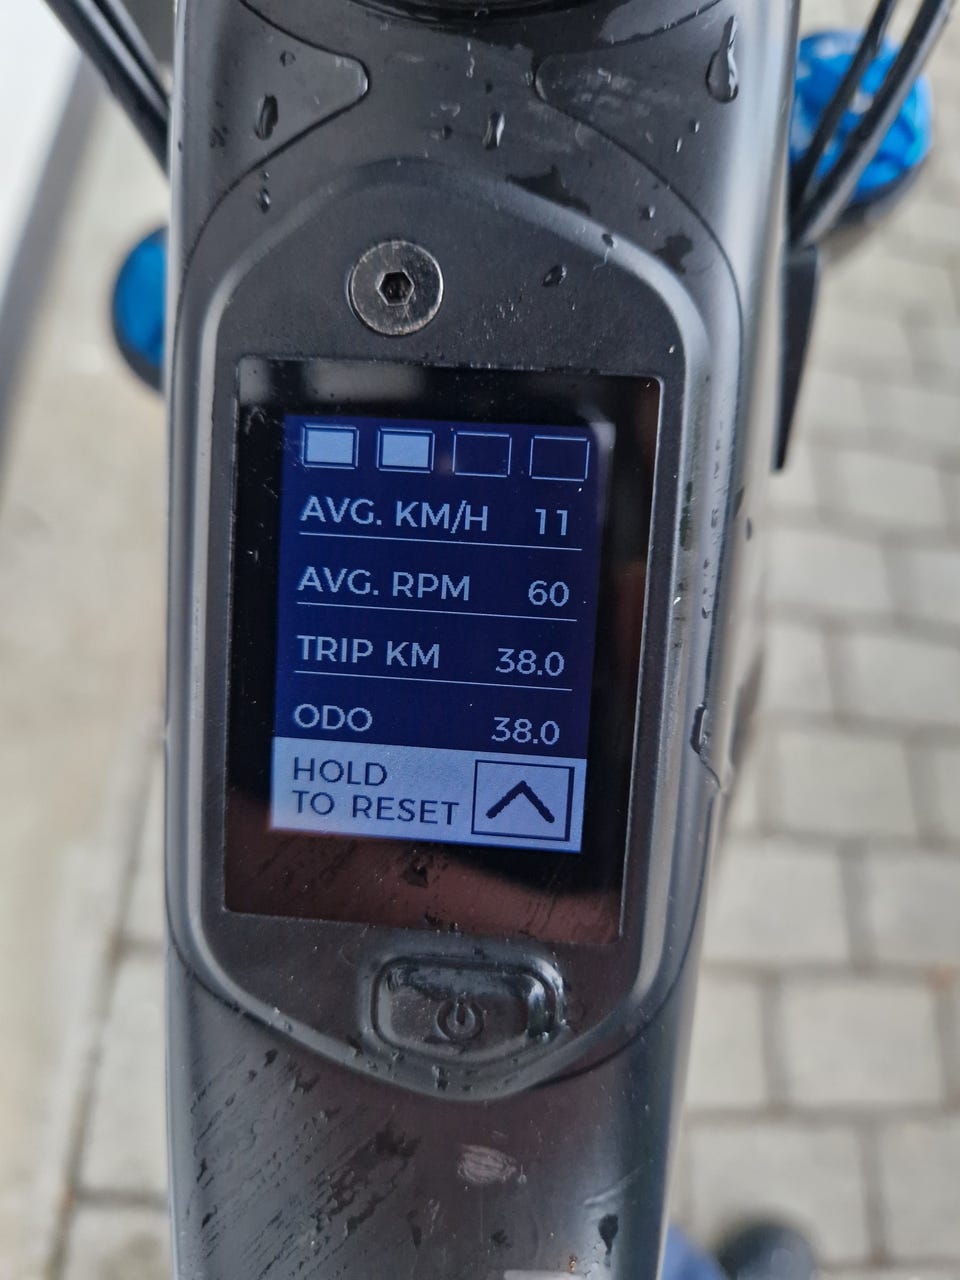 AVG. KM/H 11
AVG. RPM 60
TRIP KM 38.0
ODO 38.0
HOLD
TO RESET